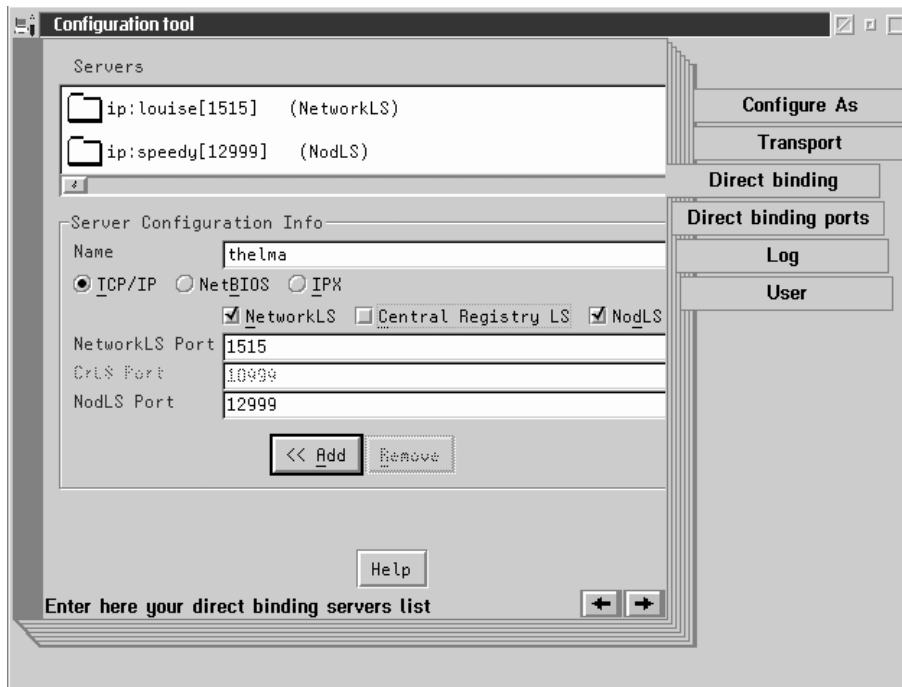 Configuration tool
Servers
ip:louise[1515] (NetworkLS)
ip:speedy[12999] (NodLS)
Configure As
Transport
Direct binding
Direct binding ports
Log
User
Server Configuration Info
Name thelma
TCP/IP NetBIOS IPX
NetworkLS Central Registry LS NodLS
NetworkLS Port 1515
CrLS Port 10999
NodLS Port 12999
<< Add Remove
Help
Enter here your direct binding servers list